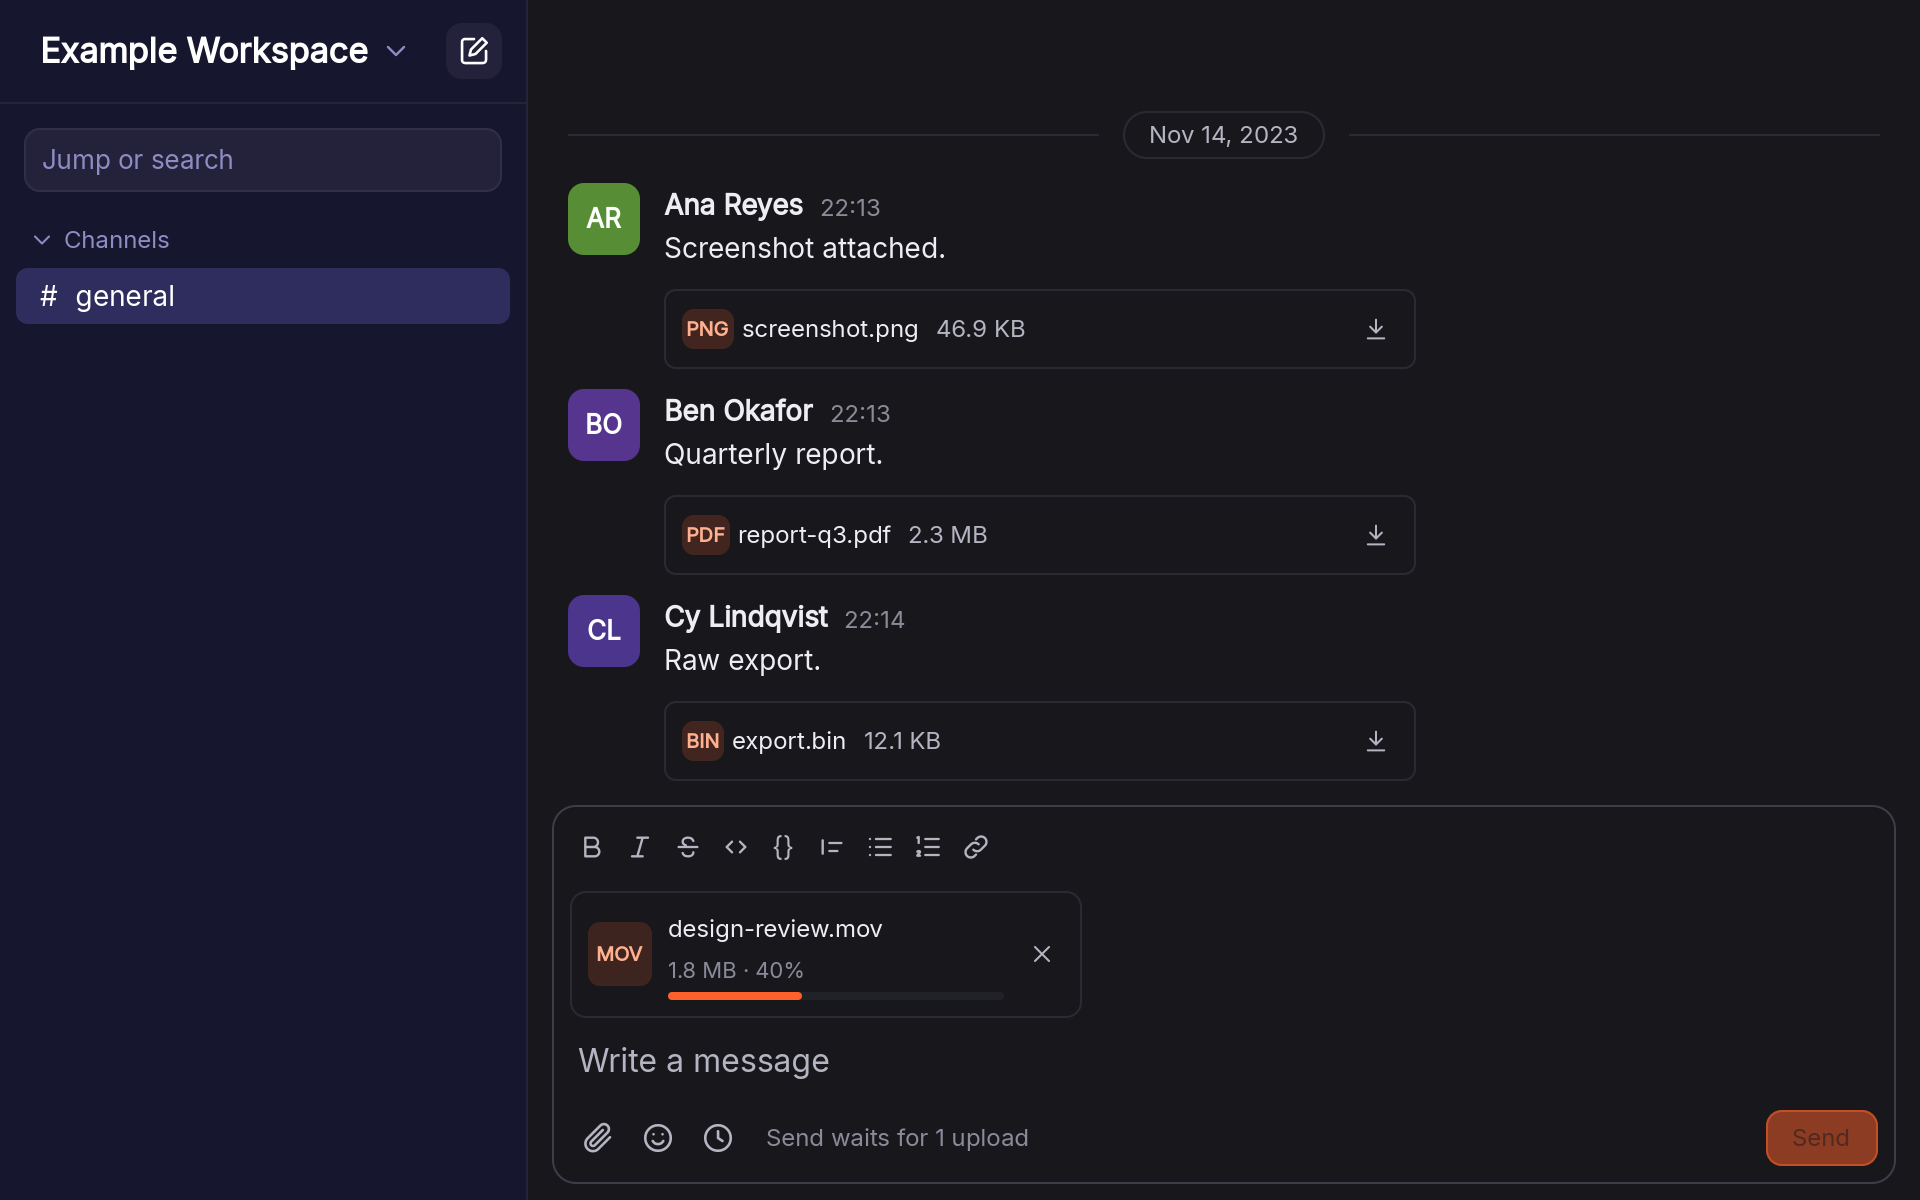 Example Workspace
Jump or search
Channels
# general
Nov 14, 2023
AR
Ana Reyes 22:13
Screenshot attached.
PNG screenshot.png 46.9 KB
BO
Ben Okafor 22:13
Quarterly report.
PDF report-q3.pdf 2.3 MB
CL
Cy Lindqvist 22:14
Raw export.
BIN export.bin 12.1 KB
MOV
design-review.mov
1.8 MB · 40%
Write a message
Send waits for 1 upload
Send